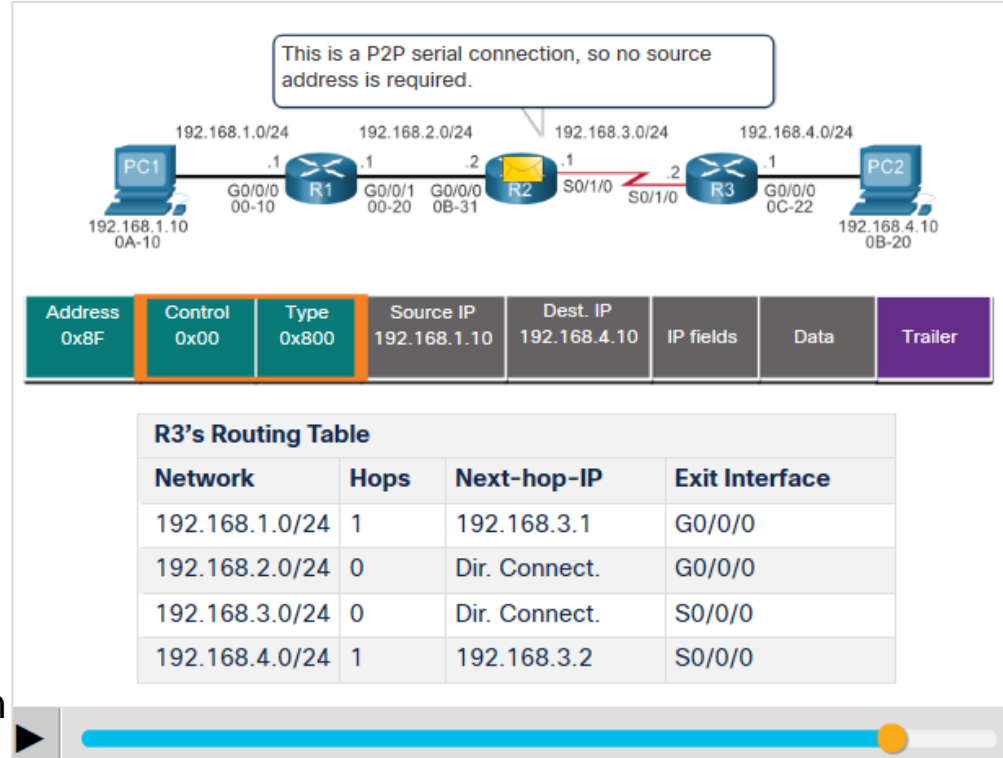 This is a P2P serial connection, so no source
address is required.
192.168.1.0/24 192.168.2.0/24 192.168.3.0/24 192.168.4.0/24
PC1 .1 R1 .1 .2 R2 .1 .2 R3 .1 PC2
G0/0/0 G0/0/1 G0/0/0 S0/1/0 S0/1/0 G0/0/0
00-10 00-20 0B-31 0C-22
192.168.1.10 192.168.4.10
0A-10 0B-20
Address Control Type Source IP Dest. IP IP fields Data Trailer
0x8F 0x00 0x800 192.168.1.10 192.168.4.10
R3's Routing Table
Network Hops Next-hop-IP Exit Interface
192.168.1.0/24 1 192.168.3.1 G0/0/0
192.168.2.0/24 0 Dir. Connect. G0/0/0
192.168.3.0/24 0 Dir. Connect. S0/0/0
192.168.4.0/24 1 192.168.3.2 S0/0/0